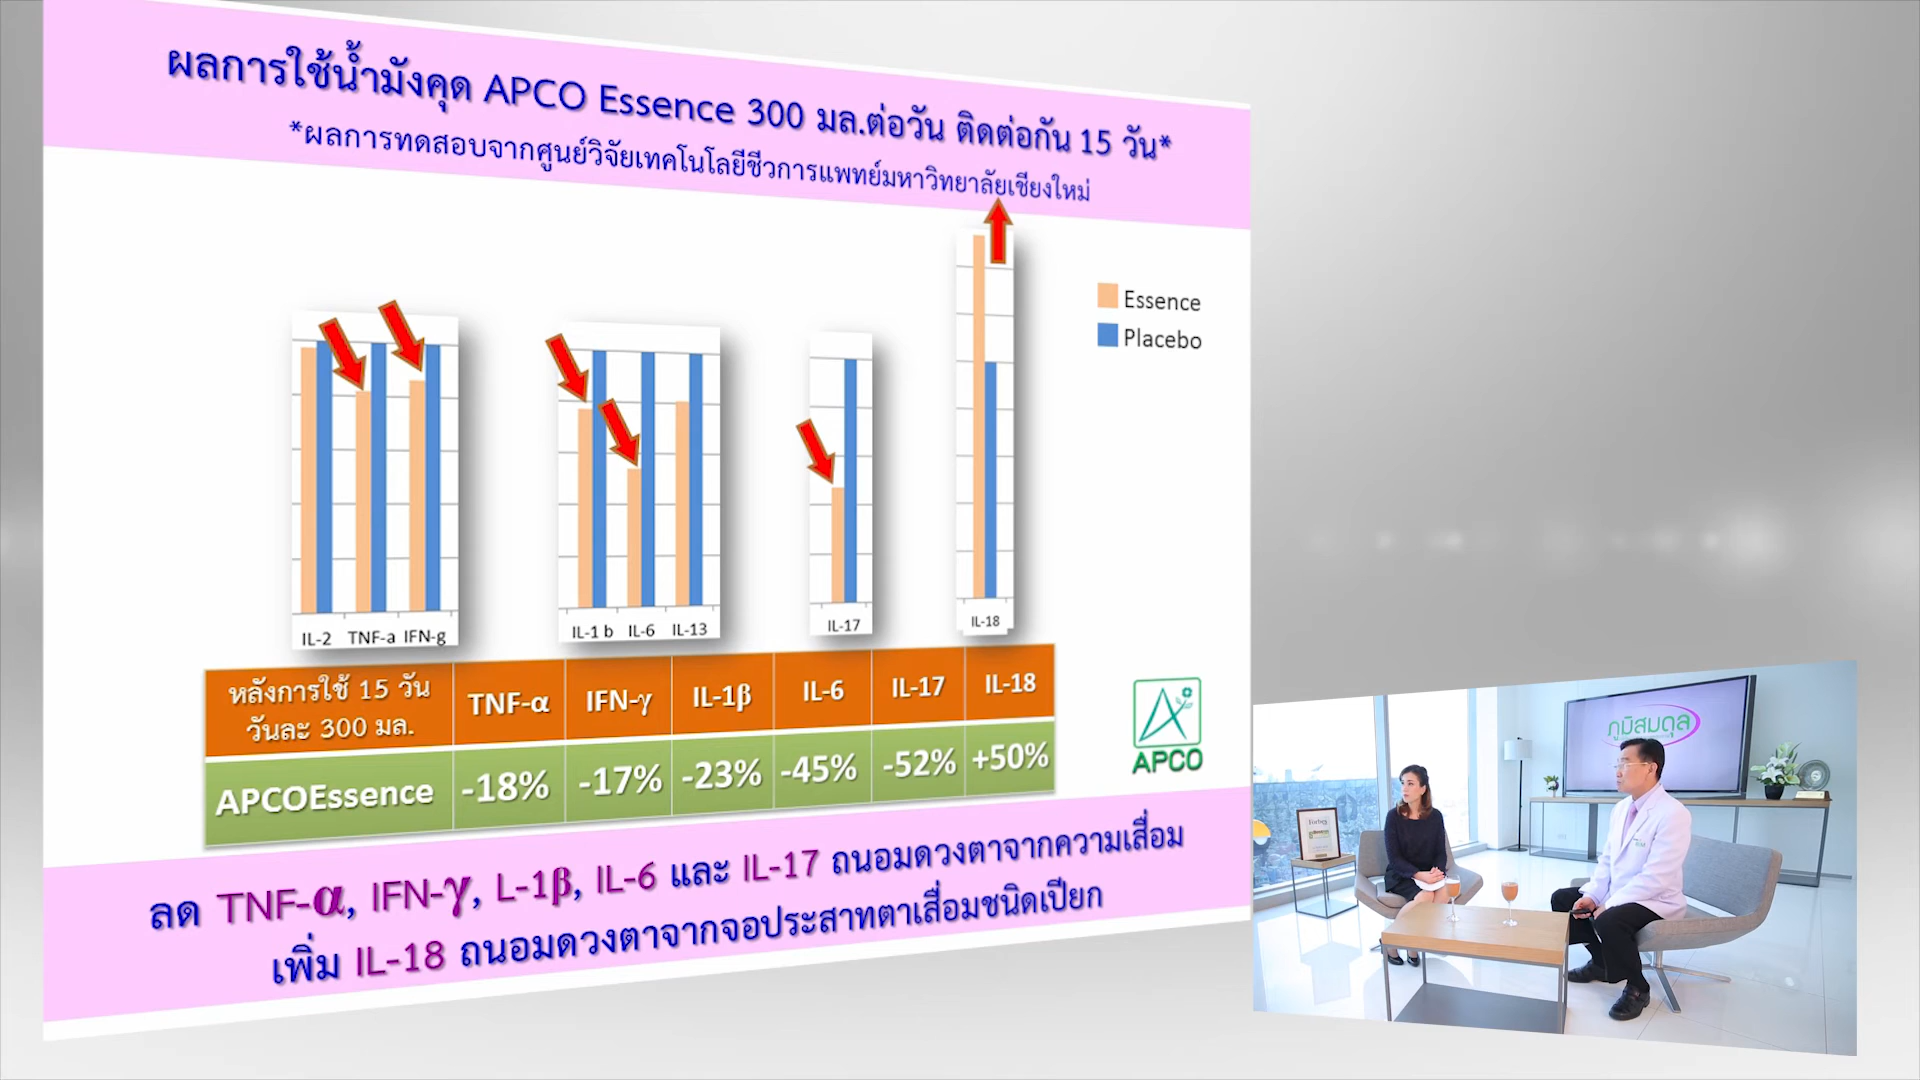 ผลการใช้น้ำมังคุด APCO Essence 300 มล.ต่อวัน ติดต่อกัน 15 วัน*
*ผลการทดสอบจากศูนย์วิจัยเทคโนโลยีชีวการแพทย์มหาวิทยาลัยเชียงใหม่
Essence
Placebo
IL-2 TNF-a IFN-g
IL-1 b IL-6 IL-13
IL-17
IL-18
หลังการใช้ 15 วัน
วันละ 300 มล.
TNF-α IFN-γ IL-1β IL-6 IL-17 IL-18
APCOEssence -18% -17% -23% -45% -52% +50%
APCO
ลด TNF-α, IFN-γ, L-1β, IL-6 และ IL-17 ถนอมดวงตาจากความเสื่อม
เพิ่ม IL-18 ถนอมดวงตาจากจอประสาทตาเสื่อมชนิดเปียก
ภูมิสมดุล
Forbes